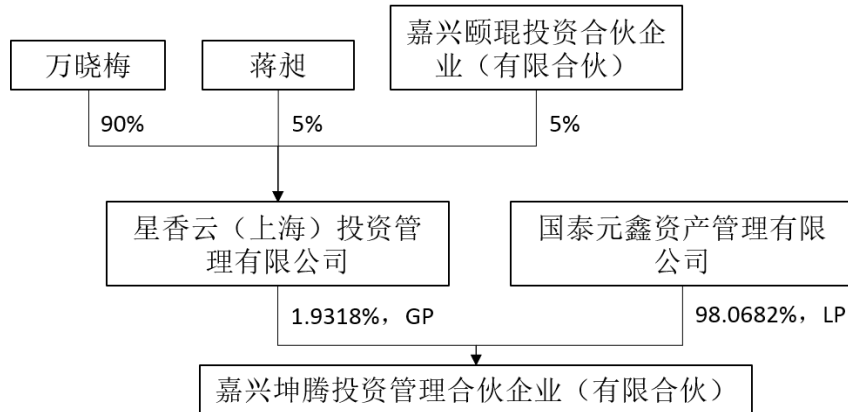 万晓梅
蒋昶
嘉兴颐琨投资合伙企
业（有限合伙）
90%
5%
5%
星香云（上海）投资管
理有限公司
国泰元鑫资产管理有限
公司
1.9318%，GP
98.0682%，LP
嘉兴坤腾投资管理合伙企业（有限合伙）